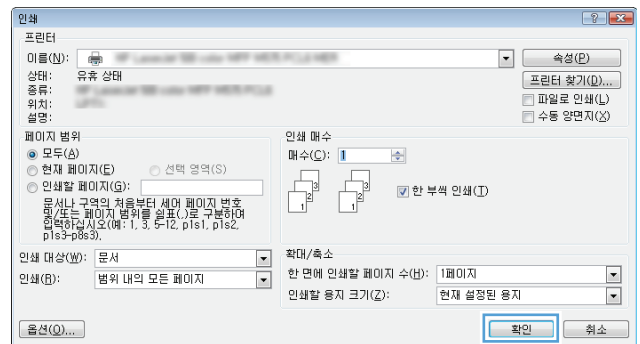 인쇄
프린터
이름(N):
속성(P)
상태: 유휴 상태
프린터 찾기(D)...
종류:
위치:
파일로 인쇄(L)
설명:
수동 양면지(X)
페이지 범위
모두(A)
현재 페이지(E) 선택 영역(S)
인쇄할 페이지(G):
문서나 구역의 처음부터 세어 페이지 번호
및/또는 페이지 범위를 쉼표(,)로 구분하여
입력하십시오(예: 1, 3, 5-12, p1s1, p1s2,
p1s3-p8s3).
인쇄 매수
매수(C): 1
1 2 3 1 2 3
한 부씩 인쇄(T)
인쇄 대상(W): 문서
인쇄(R): 범위 내의 모든 페이지
확대/축소
한 면에 인쇄할 페이지 수(H): 1페이지
인쇄할 용지 크기(Z): 현재 설정된 용지
옵션(O)...
확인
취소